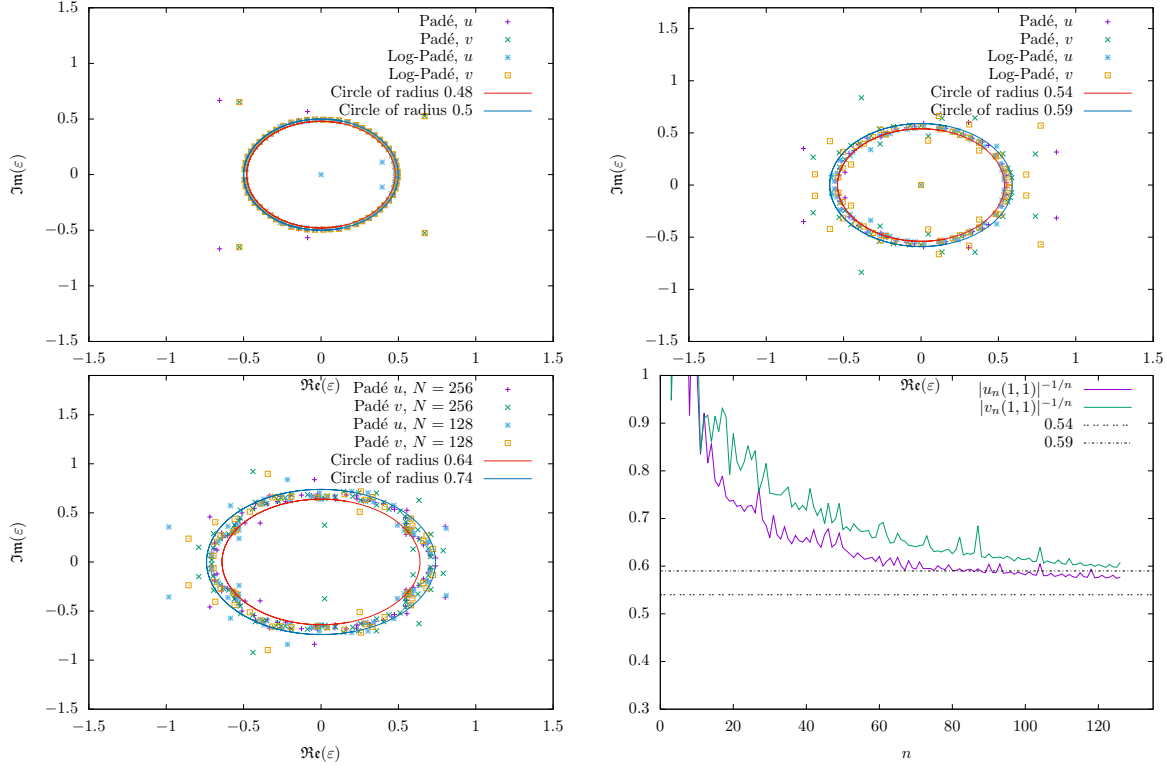 Padé, u
Padé, v
Log-Padé, u
Log-Padé, v
Circle of radius 0.48
Circle of radius 0.5
1.5
1
0.5
0
−0.5
−1
−1.5
ℑm(ε)
−1.5
−1
−0.5
0
0.5
1
1.5
ℜe(ε)
Padé, u
Padé, v
Log-Padé, u
Log-Padé, v
Circle of radius 0.54
Circle of radius 0.59
1.5
1
0.5
0
−0.5
−1
−1.5
ℑm(ε)
−1.5
−1
−0.5
0
0.5
1
1.5
ℜe(ε)
Padé u, N = 256
Padé v, N = 256
Padé u, N = 128
Padé v, N = 128
Circle of radius 0.64
Circle of radius 0.74
1.5
1
0.5
0
−0.5
−1
−1.5
ℑm(ε)
−1.5
−1
−0.5
0
0.5
1
1.5
ℜe(ε)
|u_n(1, 1)|^{−1/n}
|v_n(1, 1)|^{−1/n}
0.54
0.59
1
0.9
0.8
0.7
0.6
0.5
0.4
0.3
0
20
40
60
80
100
120
n